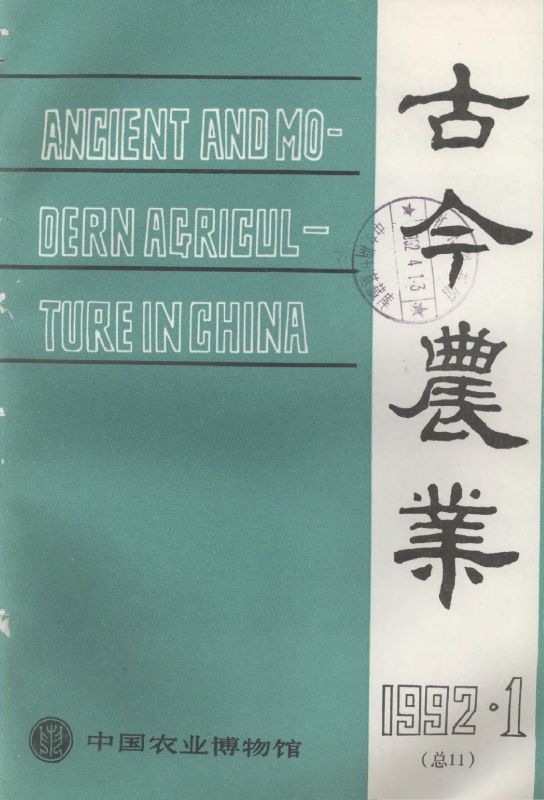 ANCIENT AND MO-
DERN AGRICUL-
TURE IN CHINA
古今農業
1992·1
(总11)
中国农业博物馆